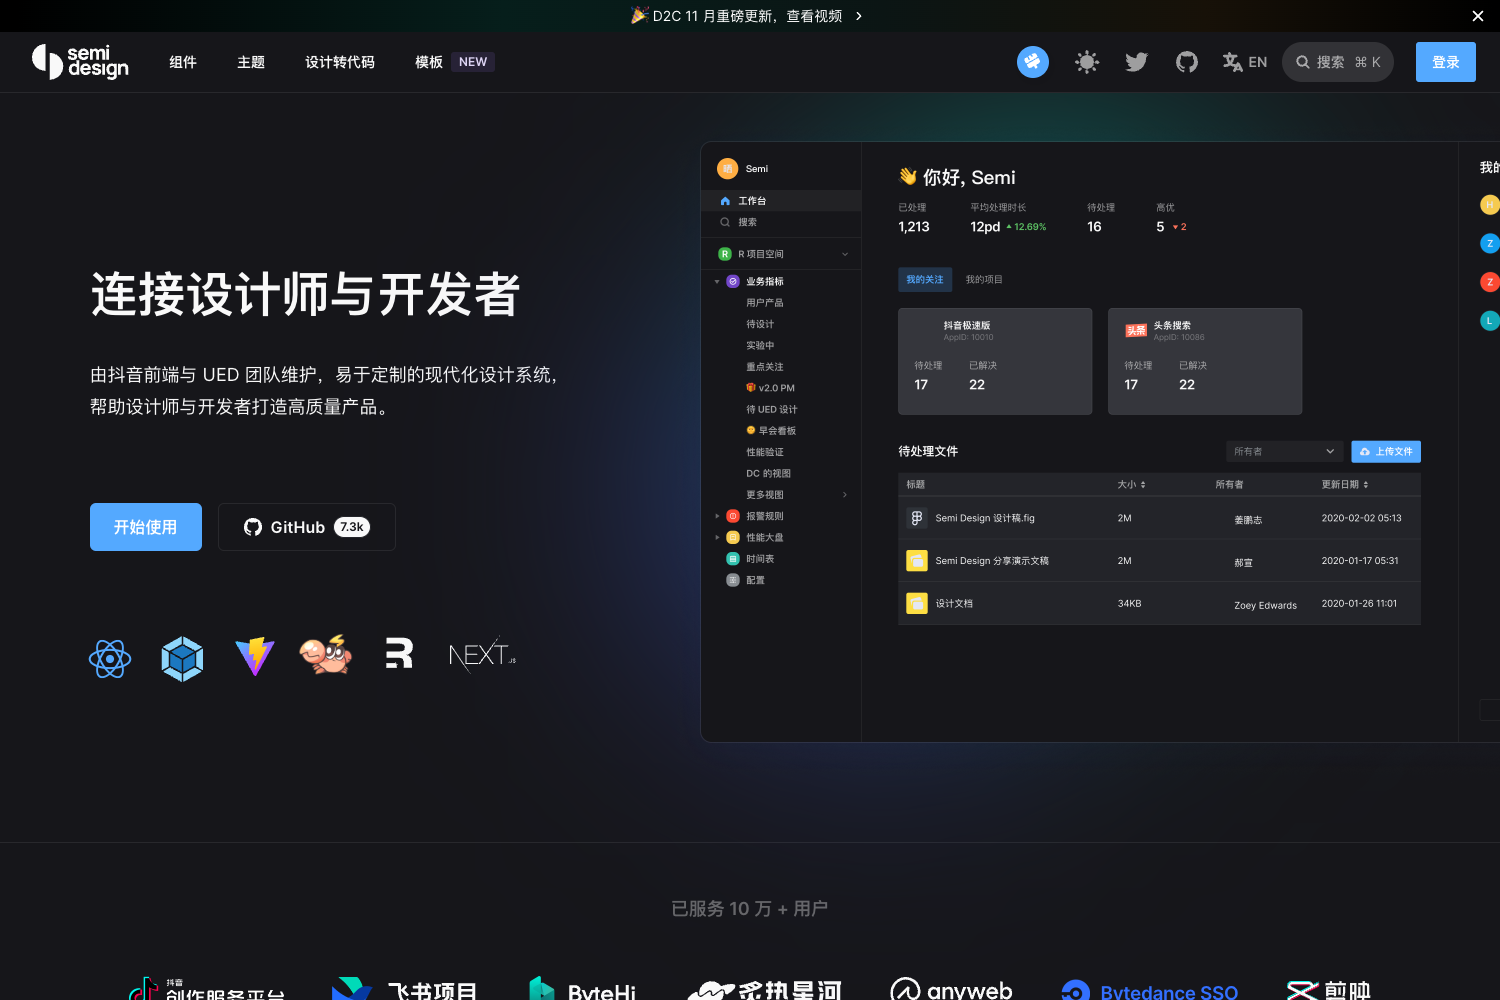 🎉 D2C 11 月重磅更新，查看视频
semi design
组件
主题
设计转代码
模板 NEW
EN
搜索 ⌘ K
登录
连接设计师与开发者
由抖音前端与 UED 团队维护，易于定制的现代化设计系统，
帮助设计师与开发者打造高质量产品。
开始使用
GitHub 7.3k
NEXT.JS
晒 Semi
工作台
搜索
R R 项目空间
业务指标
用户产品
待设计
实验中
重点关注
🎁 v2.0 PM
待 UED 设计
🌞 早会看板
性能验证
DC 的视图
更多视图
报警规则
性能大盘
时间表
配置
👋 你好, Semi
已处理
1,213
平均处理时长
12pd 12.69%
待处理
16
高优
5 2
我的关注
我的项目
抖音极速版
AppID: 10010
待处理
17
已解决
22
头条
头条搜索
AppID: 10086
待处理
17
已解决
22
待处理文件
所有者
上传文件
标题 大小 所有者 更新日期
Semi Design 设计稿.fig 2M 姜鹏志 2020-02-02 05:13
Semi Design 分享演示文稿 2M 郝宣 2020-01-17 05:31
设计文档 34KB Zoey Edwards 2020-01-26 11:01
我的
H
Z
Z
L
已服务 10 万 + 用户
抖音
创作服务平台
飞书项目
ByteHi
炙热星河
anyweb
Bytedance SSO
剪映